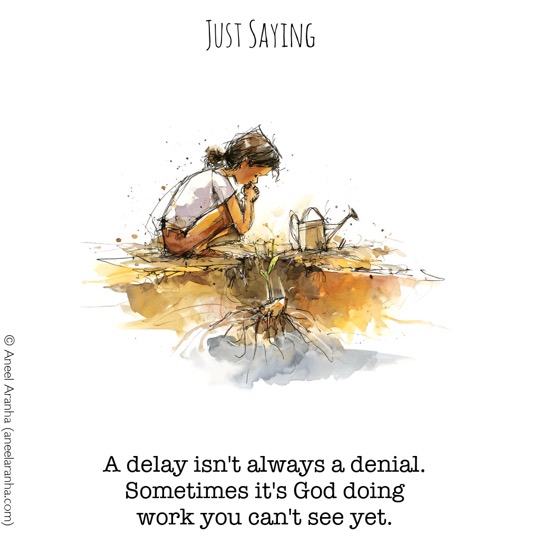 Just Saying
A delay isn't always a denial.
Sometimes it's God doing
work you can't see yet.
© Aneel Aranha (aneelaranha.com)